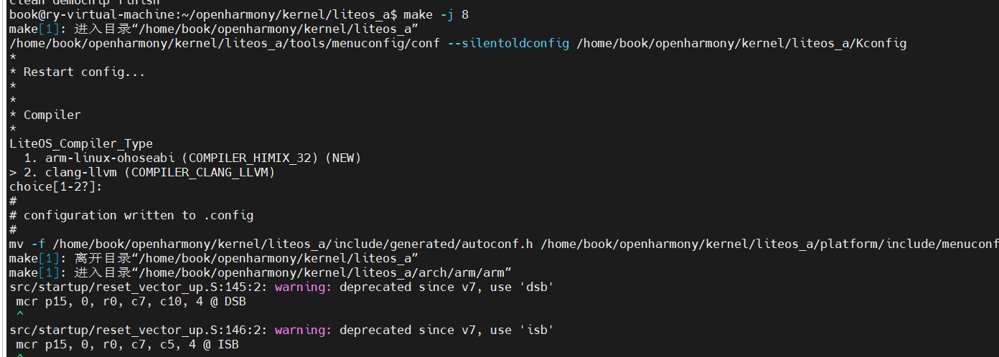 clean demochip finish
book@ry-virtual-machine:~/openharmony/kernel/liteos_a$ make -j 8
make[1]: 进入目录“/home/book/openharmony/kernel/liteos_a”
/home/book/openharmony/kernel/liteos_a/tools/menuconfig/conf --silentoldconfig /home/book/openharmony/kernel/liteos_a/Kconfig
*
* Restart config...
*
*
* Compiler
*
LiteOS_Compiler_Type
  1. arm-linux-ohoseabi (COMPILER_HIMIX_32) (NEW)
> 2. clang-llvm (COMPILER_CLANG_LLVM)
choice[1-2?]:
#
# configuration written to .config
#
mv -f /home/book/openharmony/kernel/liteos_a/include/generated/autoconf.h /home/book/openharmony/kernel/liteos_a/platform/include/menuconf
make[1]: 离开目录“/home/book/openharmony/kernel/liteos_a”
make[1]: 进入目录“/home/book/openharmony/kernel/liteos_a/arch/arm/arm”
src/startup/reset_vector_up.S:145:2: warning: deprecated since v7, use 'dsb'
 mcr p15, 0, r0, c7, c10, 4 @ DSB
 ^
src/startup/reset_vector_up.S:146:2: warning: deprecated since v7, use 'isb'
 mcr p15, 0, r0, c7, c5, 4 @ ISB
 ^